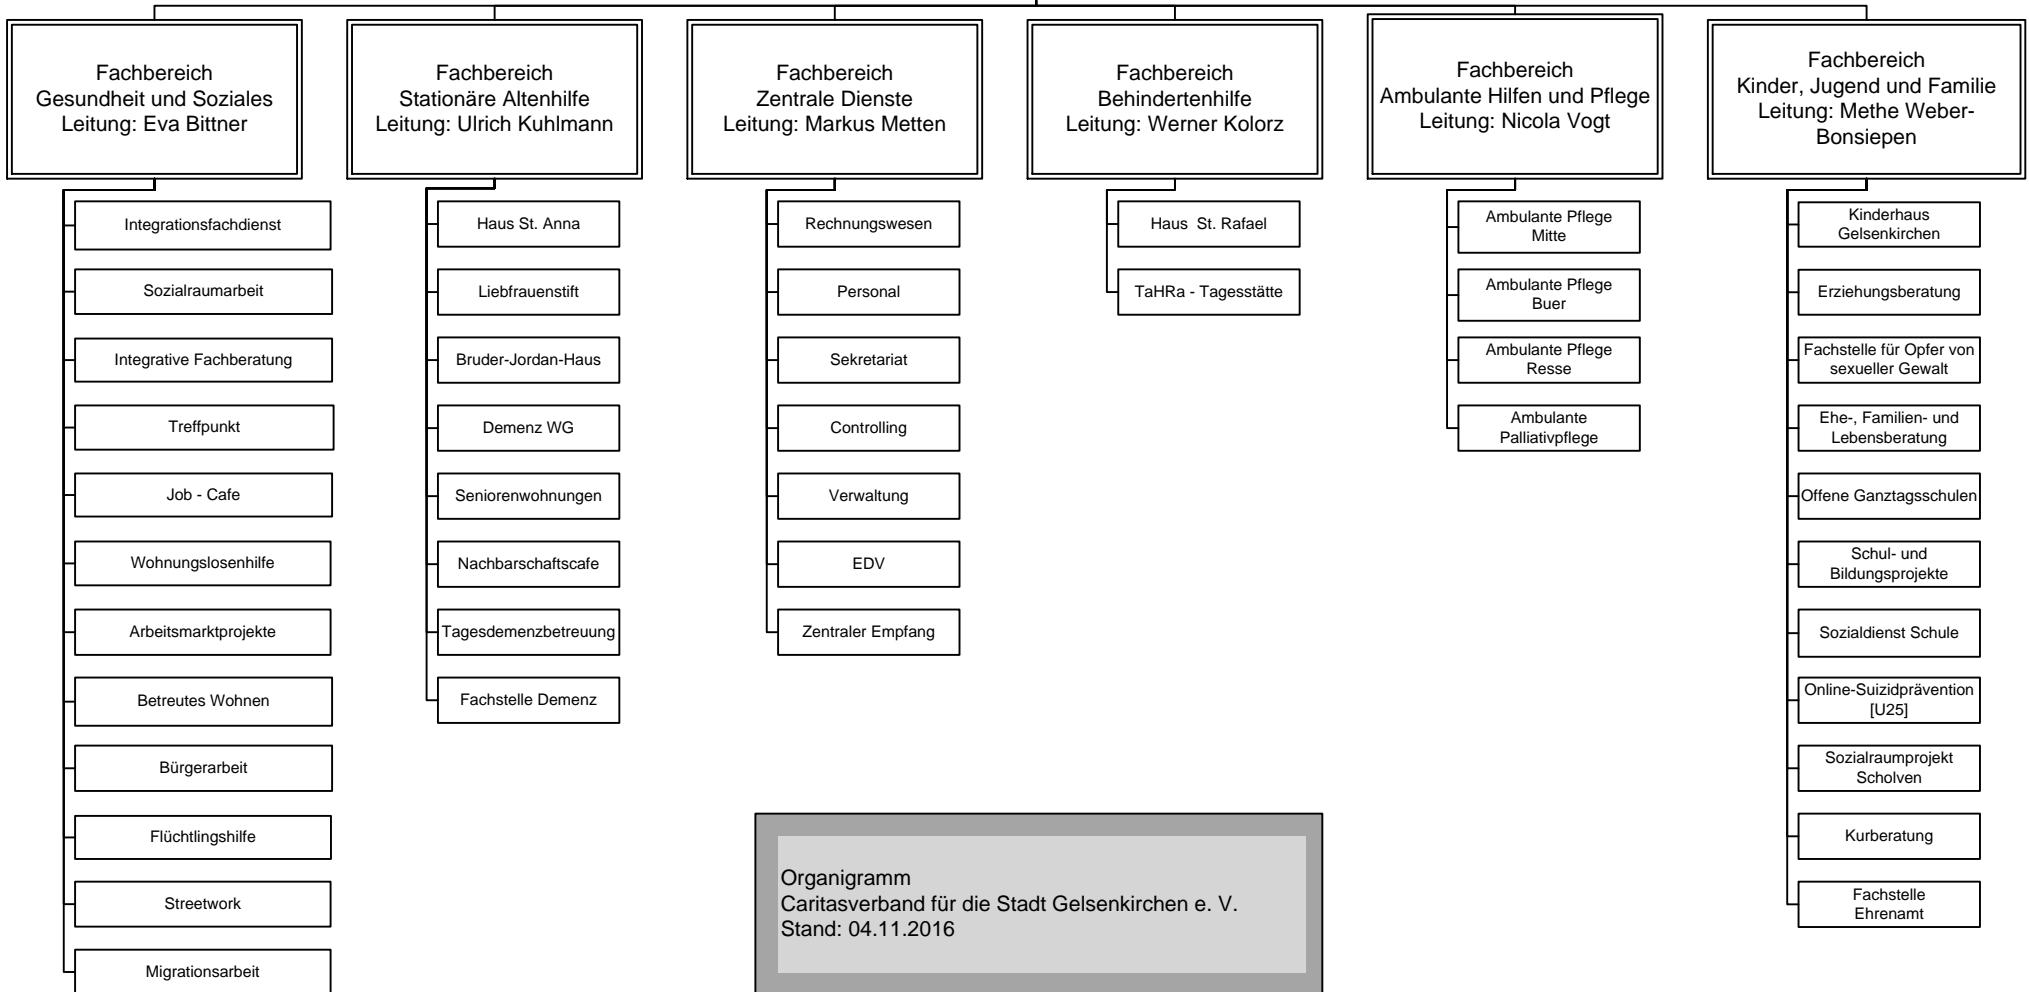 Fachbereich
Gesundheit und Soziales
Leitung: Eva Bittner
Integrationsfachdienst
Sozialraumarbeit
Integrative Fachberatung
Treffpunkt
Job - Cafe
Wohnungslosenhilfe
Arbeitsmarktprojekte
Betreutes Wohnen
Bürgerarbeit
Flüchtlingshilfe
Streetwork
Migrationsarbeit
Fachbereich
Stationäre Altenhilfe
Leitung: Ulrich Kuhlmann
Haus St. Anna
Liebfrauenstift
Bruder-Jordan-Haus
Demenz WG
Seniorenwohnungen
Nachbarschaftscafe
Tagesdemenzbetreuung
Fachstelle Demenz
Fachbereich
Zentrale Dienste
Leitung: Markus Metten
Rechnungswesen
Personal
Sekretariat
Controlling
Verwaltung
EDV
Zentraler Empfang
Fachbereich
Behindertenhilfe
Leitung: Werner Kolorz
Haus  St. Rafael
TaHRa - Tagesstätte
Fachbereich
Ambulante Hilfen und Pflege
Leitung: Nicola Vogt
Ambulante Pflege
Mitte
Ambulante Pflege
Buer
Ambulante Pflege
Resse
Ambulante
Palliativpflege
Fachbereich
Kinder, Jugend und Familie
Leitung: Methe Weber-
Bonsiepen
Kinderhaus
Gelsenkirchen
Erziehungsberatung
Fachstelle für Opfer von
sexueller Gewalt
Ehe-, Familien- und
Lebensberatung
Offene Ganztagsschulen
Schul- und
Bildungsprojekte
Sozialdienst Schule
Online-Suizidprävention
[U25]
Sozialraumprojekt
Scholven
Kurberatung
Fachstelle
Ehrenamt
Organigramm
Caritasverband für die Stadt Gelsenkirchen e. V.
Stand: 04.11.2016